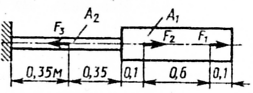 F₃ A₂ A₁
F₂ F₁
0,35м 0,35 0,1 0,6 0,1